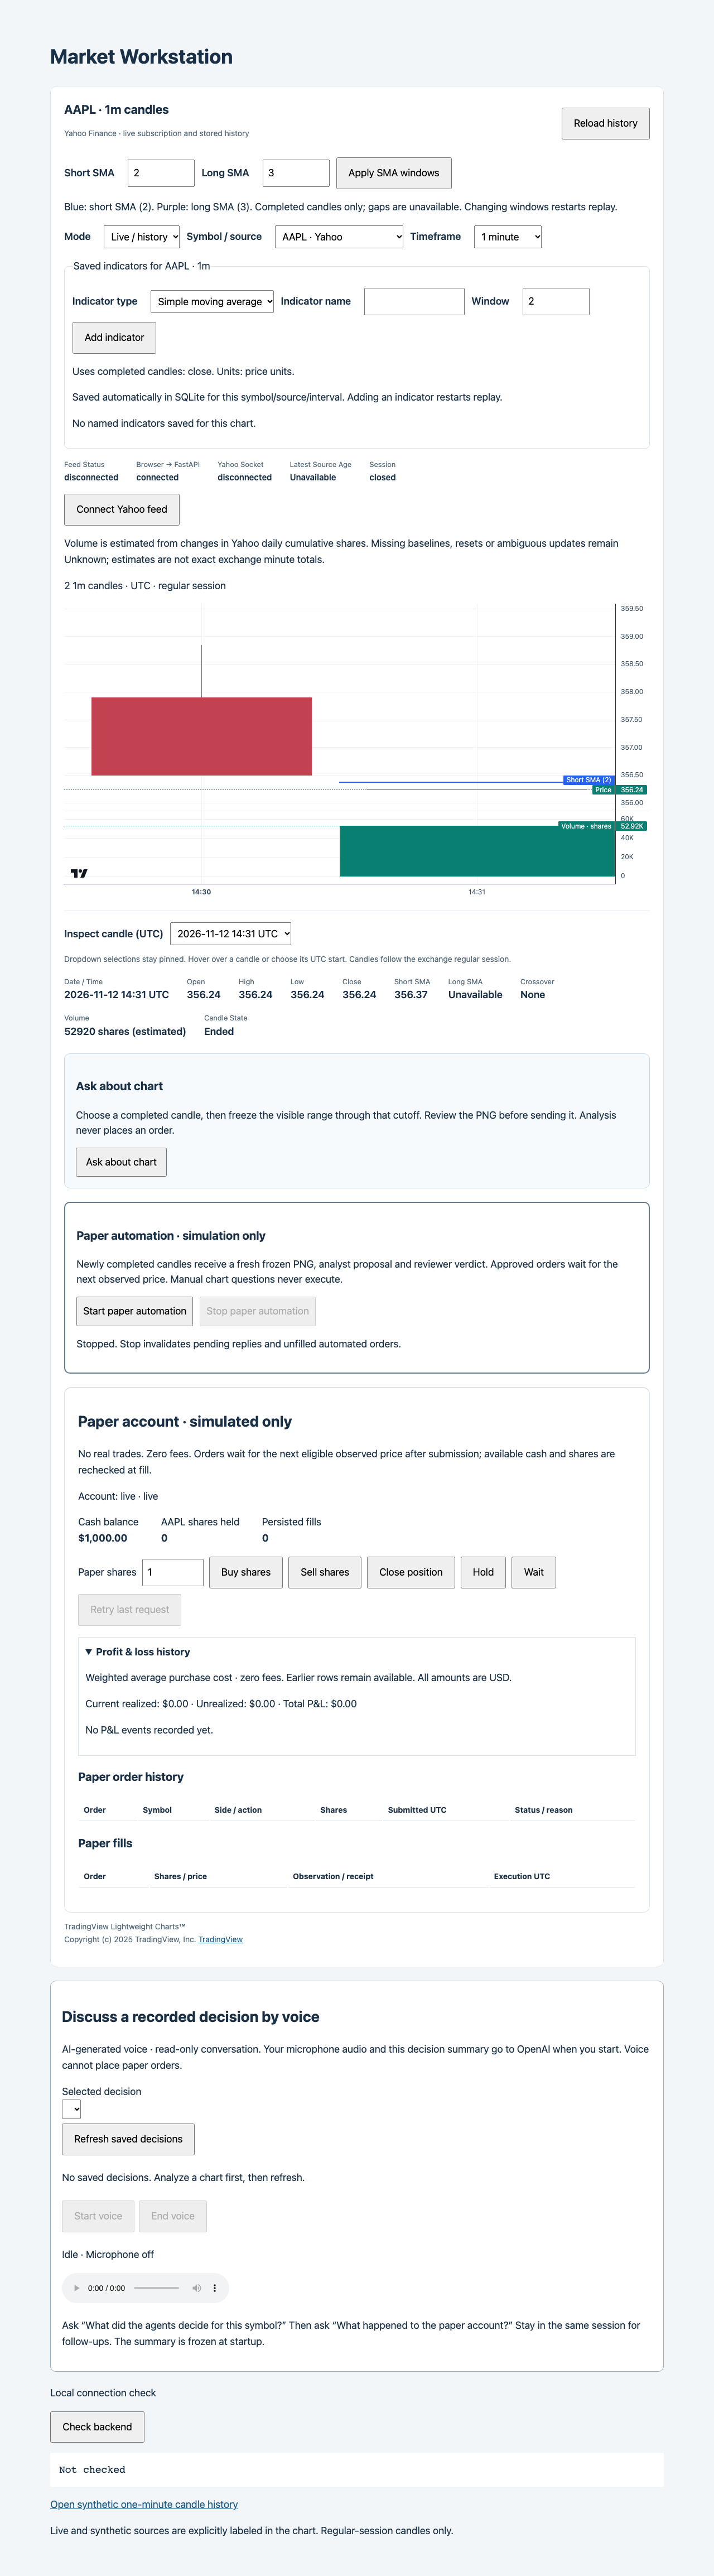 Market Workstation
AAPL · 1m candles
Yahoo Finance · live subscription and stored history
Reload history
Short SMA 2 Long SMA 3 Apply SMA windows
Blue: short SMA (2). Purple: long SMA (3). Completed candles only; gaps are unavailable. Changing windows restarts replay.
Mode Live / history Symbol / source AAPL · Yahoo Timeframe 1 minute
Saved indicators for AAPL · 1m
Indicator type Simple moving average Indicator name Window 2
Add indicator
Uses completed candles: close. Units: price units.
Saved automatically in SQLite for this symbol/source/interval. Adding an indicator restarts replay.
No named indicators saved for this chart.
Feed Status Browser → FastAPI Yahoo Socket Latest Source Age Session
disconnected connected disconnected Unavailable closed
Connect Yahoo feed
Volume is estimated from changes in Yahoo daily cumulative shares. Missing baselines, resets or ambiguous updates remain
Unknown; estimates are not exact exchange minute totals.
2 1m candles · UTC · regular session
359.50
359.00
358.50
358.00
357.50
357.00
356.50
Short SMA (2)
Price 356.24
356.00
60K
Volume · shares 52.92K
40K
20K
0
14:30 14:31
Inspect candle (UTC) 2026-11-12 14:31 UTC
Dropdown selections stay pinned. Hover over a candle or choose its UTC start. Candles follow the exchange regular session.
Date / Time Open High Low Close Short SMA Long SMA Crossover
2026-11-12 14:31 UTC 356.24 356.24 356.24 356.24 356.37 Unavailable None
Volume Candle State
52920 shares (estimated) Ended
Ask about chart
Choose a completed candle, then freeze the visible range through that cutoff. Review the PNG before sending it. Analysis
never places an order.
Ask about chart
Paper automation · simulation only
Newly completed candles receive a fresh frozen PNG, analyst proposal and reviewer verdict. Approved orders wait for the
next observed price. Manual chart questions never execute.
Start paper automation Stop paper automation
Stopped. Stop invalidates pending replies and unfilled automated orders.
Paper account · simulated only
No real trades. Zero fees. Orders wait for the next eligible observed price after submission; available cash and shares are
rechecked at fill.
Account: live · live
Cash balance AAPL shares held Persisted fills
$1,000.00 0 0
Paper shares 1 Buy shares Sell shares Close position Hold Wait
Retry last request
▼ Profit & loss history
Weighted average purchase cost · zero fees. Earlier rows remain available. All amounts are USD.
Current realized: $0.00 · Unrealized: $0.00 · Total P&L: $0.00
No P&L events recorded yet.
Paper order history
Order Symbol Side / action Shares Submitted UTC Status / reason
Paper fills
Order Shares / price Observation / receipt Execution UTC
TradingView Lightweight Charts™
Copyright (c) 2025 TradingView, Inc. TradingView
Discuss a recorded decision by voice
AI-generated voice · read-only conversation. Your microphone audio and this decision summary go to OpenAI when you start. Voice
cannot place paper orders.
Selected decision
Refresh saved decisions
No saved decisions. Analyze a chart first, then refresh.
Start voice End voice
Idle · Microphone off
0:00 / 0:00
Ask “What did the agents decide for this symbol?” Then ask “What happened to the paper account?” Stay in the same session for
follow-ups. The summary is frozen at startup.
Local connection check
Check backend
Not checked
Open synthetic one-minute candle history
Live and synthetic sources are explicitly labeled in the chart. Regular-session candles only.